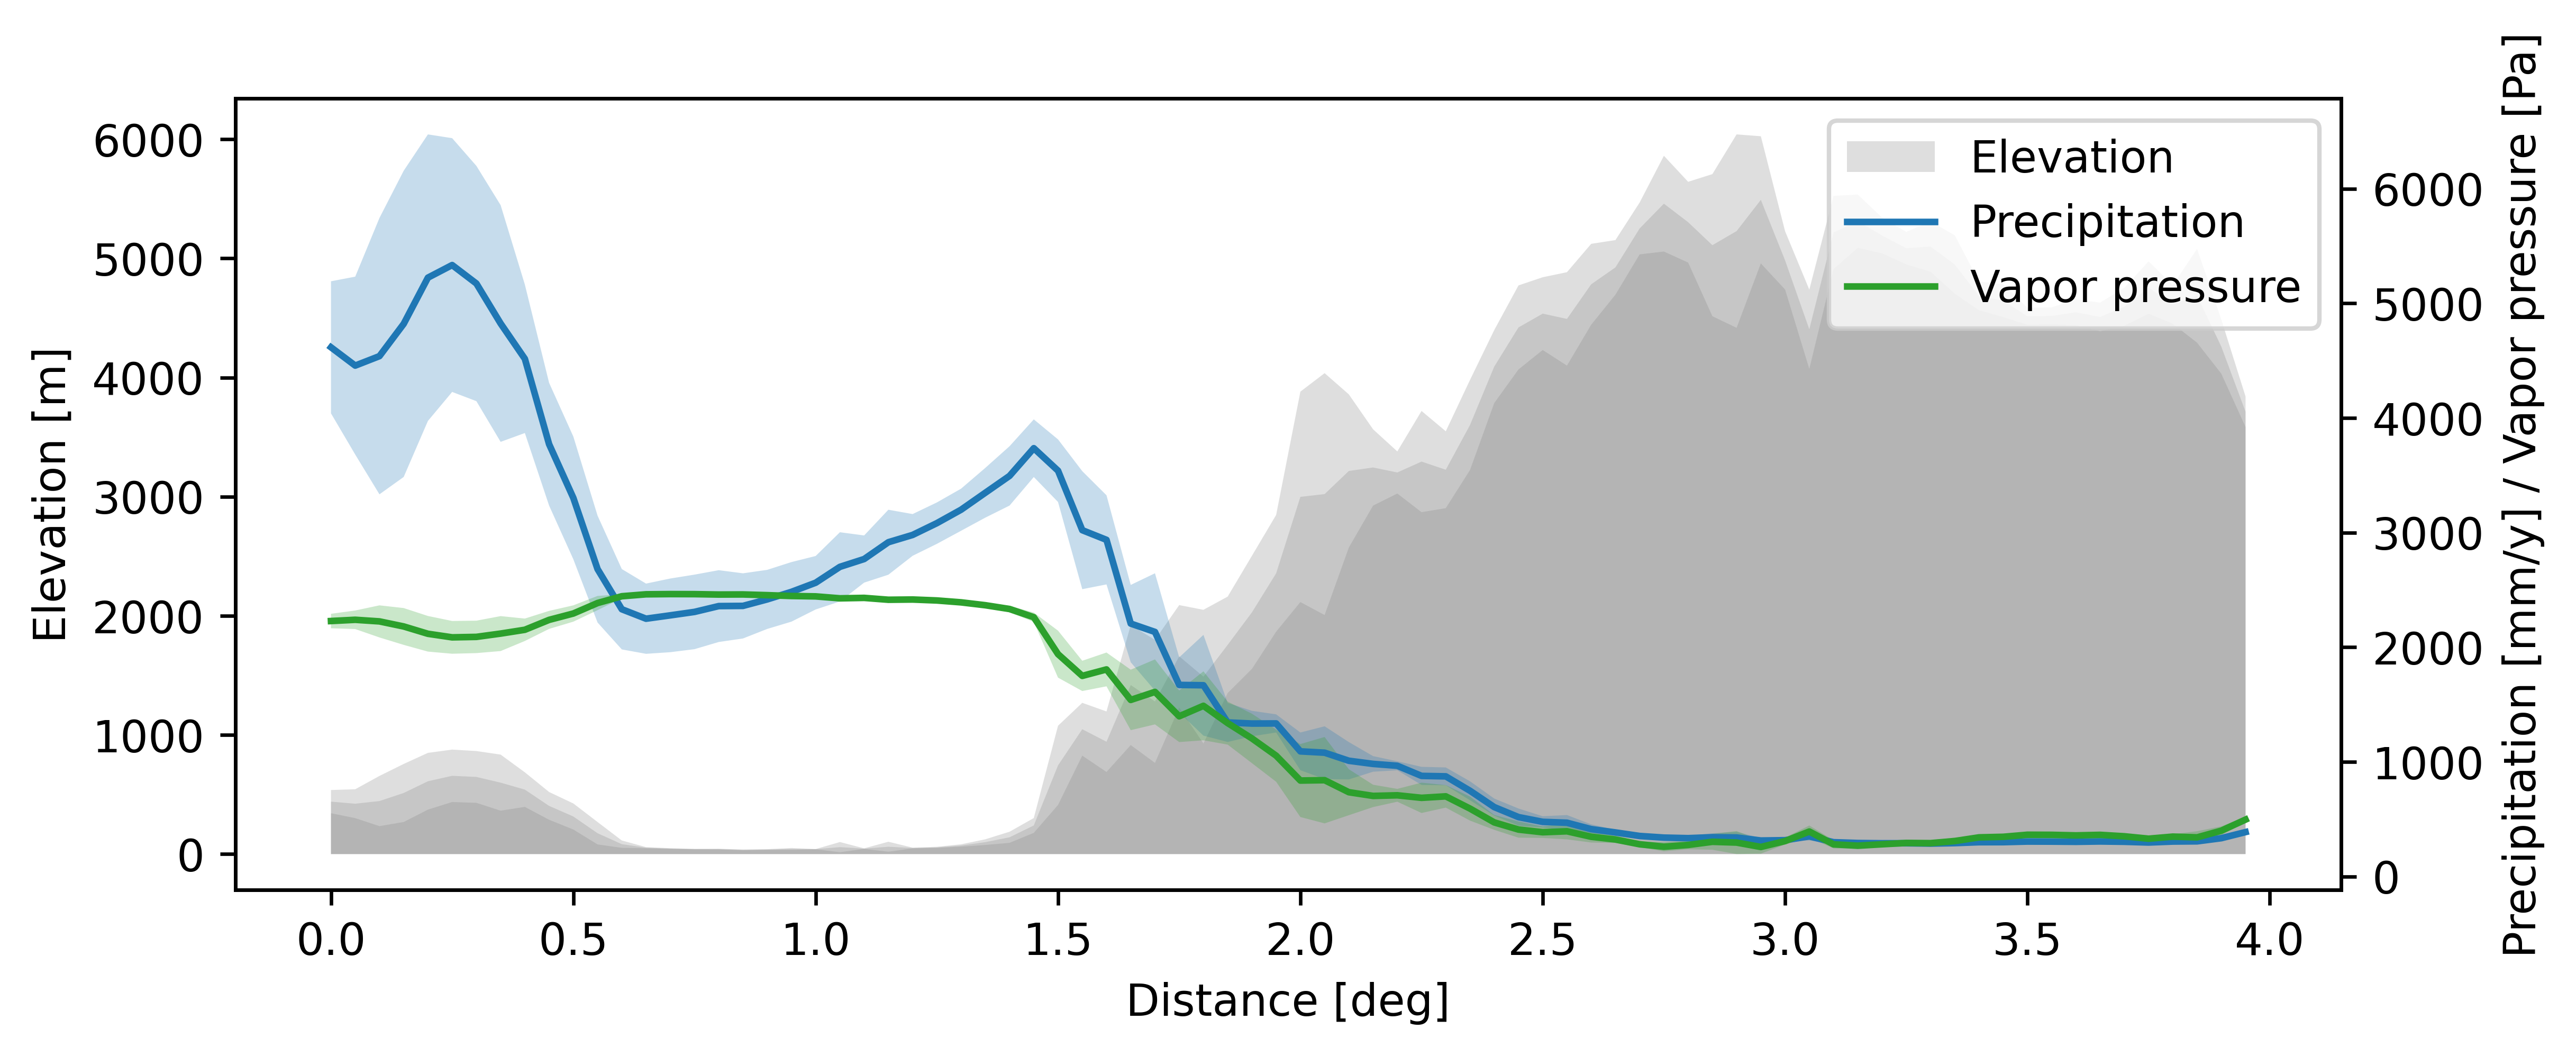 Elevation [m]
6000
5000
4000
3000
2000
1000
0
Elevation
Precipitation
Vapor pressure
6000
5000
4000
3000
2000
1000
0
Precipitation [mm/y] / Vapor pressure [Pa]
0.0 0.5 1.0 1.5 2.0 2.5 3.0 3.5 4.0
Distance [deg]